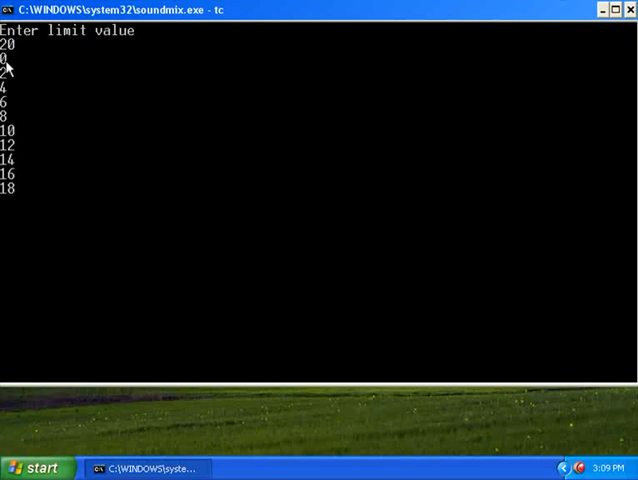 C:\WINDOWS\system32\soundmix.exe - tc
Enter limit value
20
0
2
4
6
8
10
12
14
16
18
start
C:\WINDOWS\syste...
3:09 PM